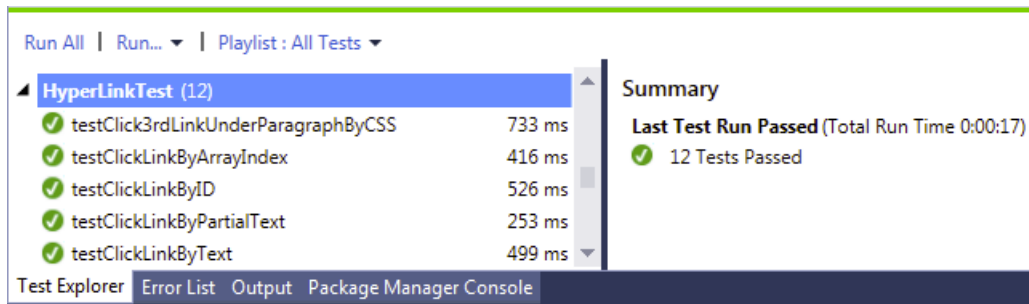 Run All | Run... | Playlist : All Tests
HyperLinkTest (12)
testClick3rdLinkUnderParagraphByCSS 733 ms
testClickLinkByArrayIndex 416 ms
testClickLinkByID 526 ms
testClickLinkByPartialText 253 ms
testClickLinkByText 499 ms
Summary
Last Test Run Passed (Total Run Time 0:00:17)
12 Tests Passed
Test Explorer Error List Output Package Manager Console